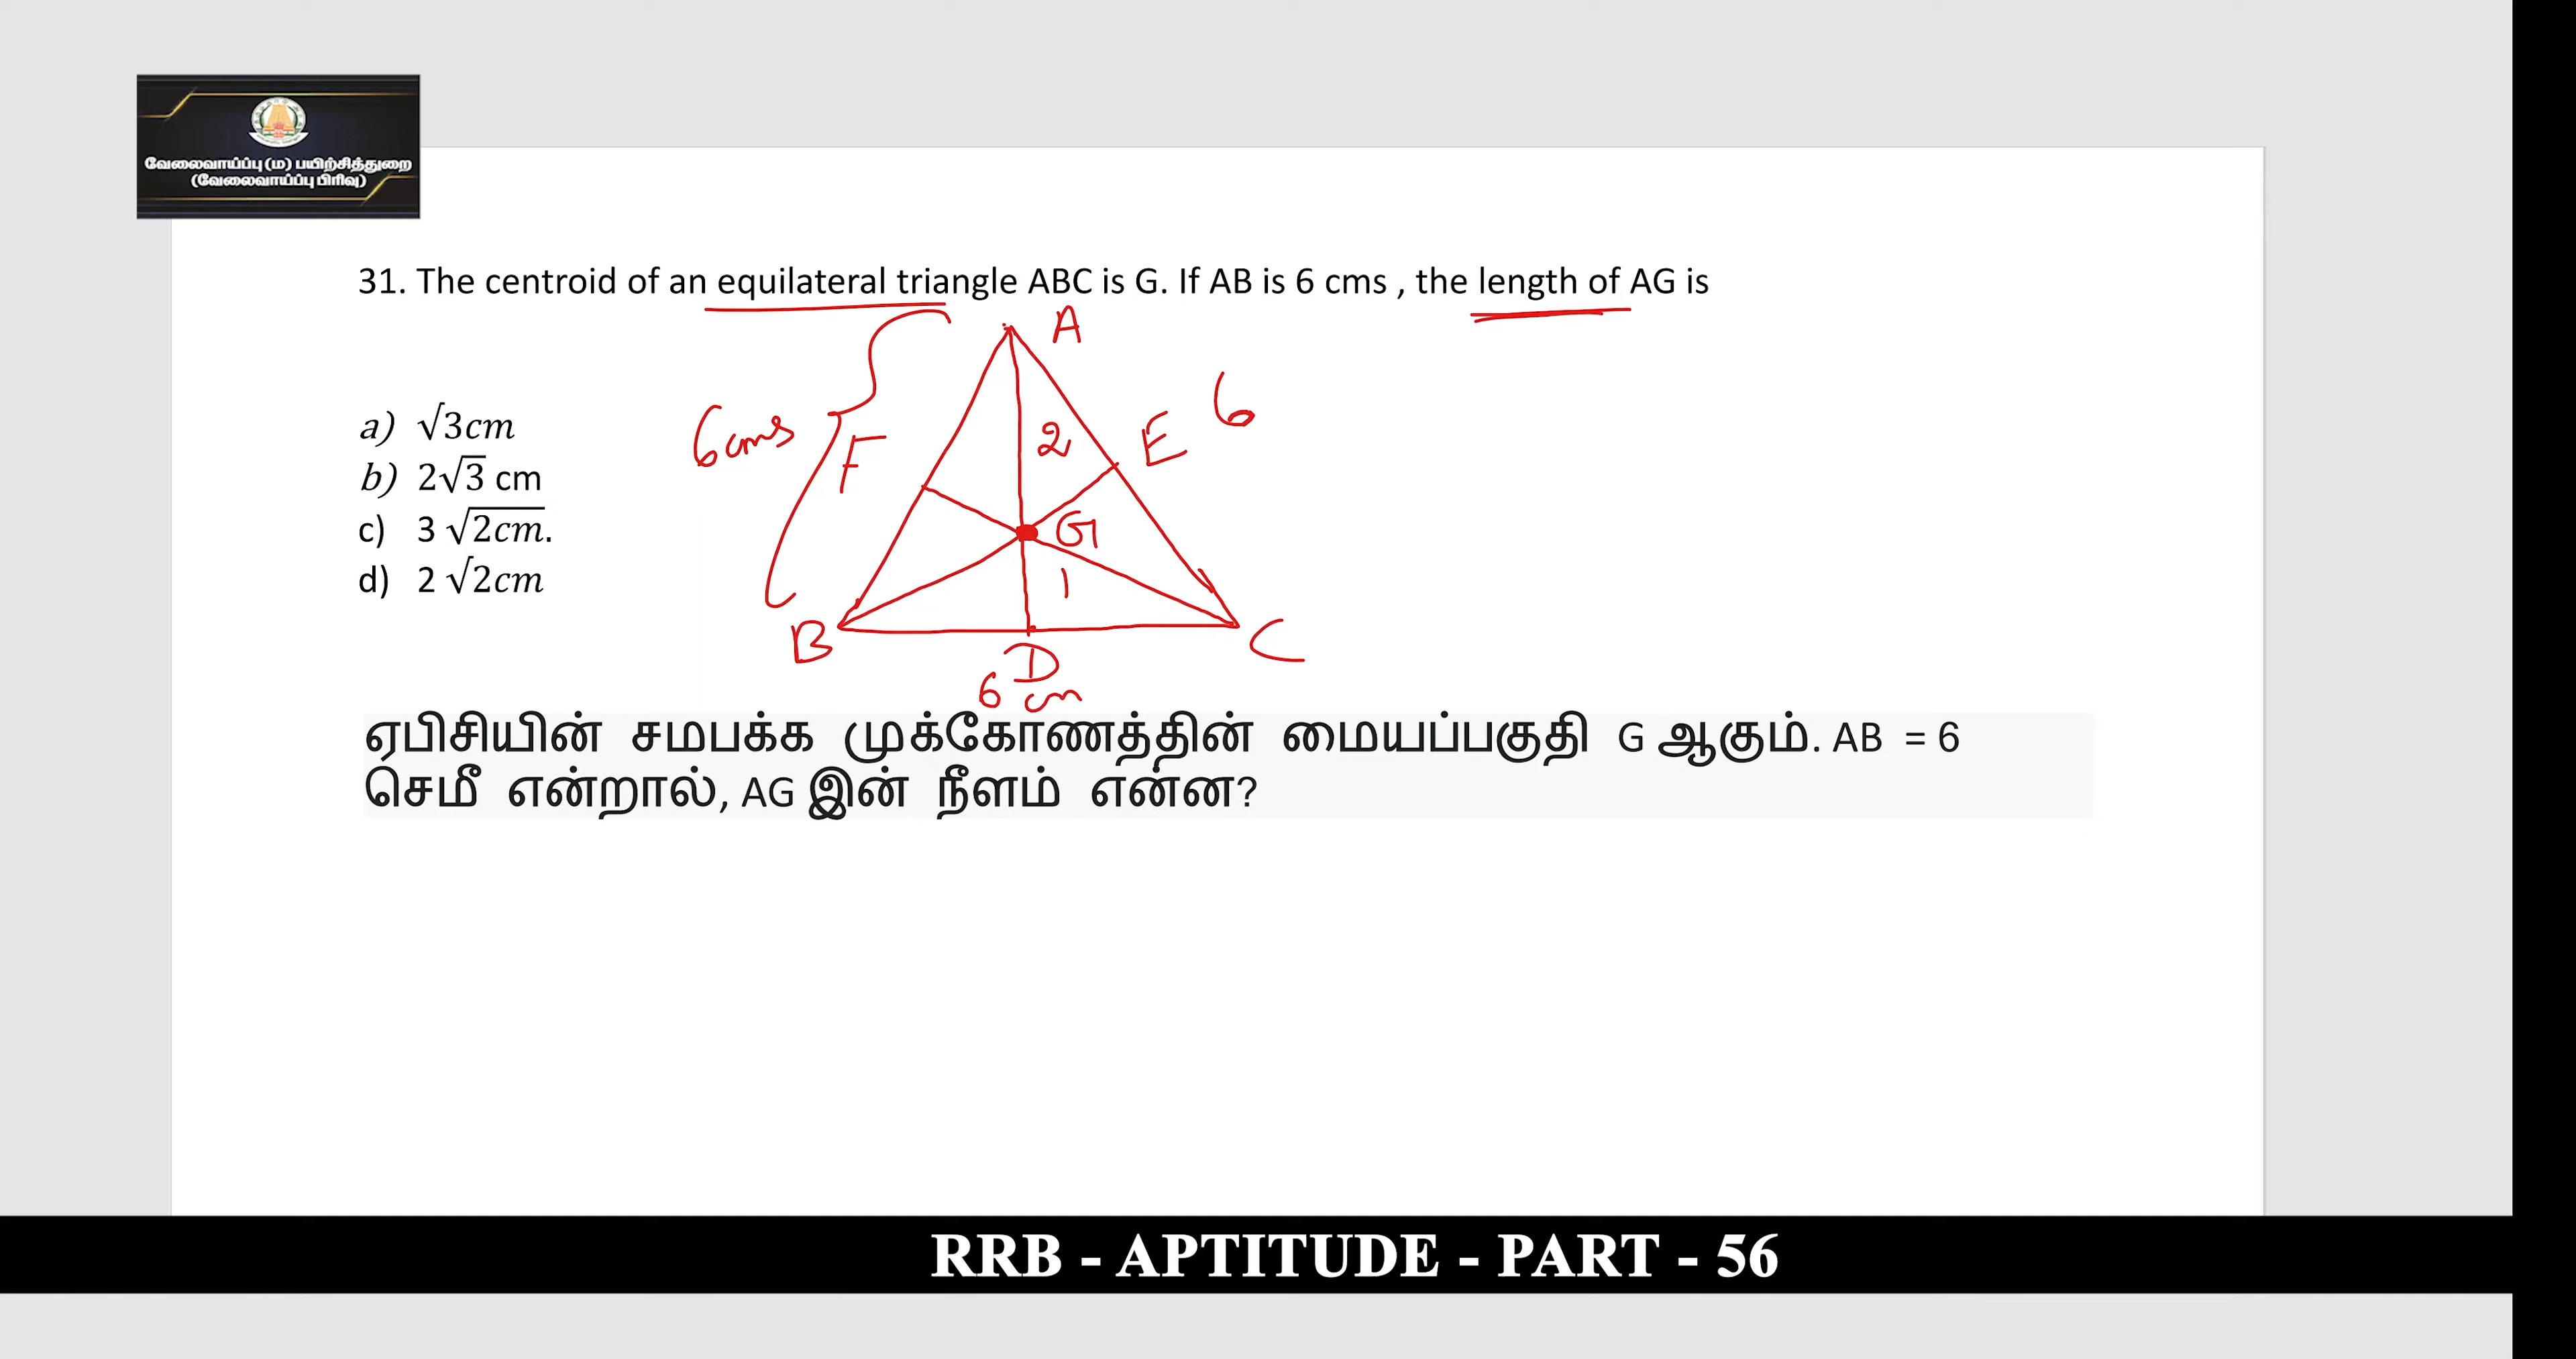 வேலைவாய்ப்பு (ம) பயிற்சித்துறை
(வேலைவாய்ப்பு பிரிவு)
31. The centroid of an equilateral triangle ABC is G. If AB is 6 cms , the length of AG is
a) √3cm
b) 2√3 cm
c) 3 √2cm.
d) 2 √2cm
A
6
6cms
F
2
E
G
1
B
D
C
6 cm
ஏபிசியின் சமபக்க முக்கோணத்தின் மையப்பகுதி G ஆகும். AB = 6
செமீ என்றால், AG இன் நீளம் என்ன?
RRB - APTITUDE - PART - 56